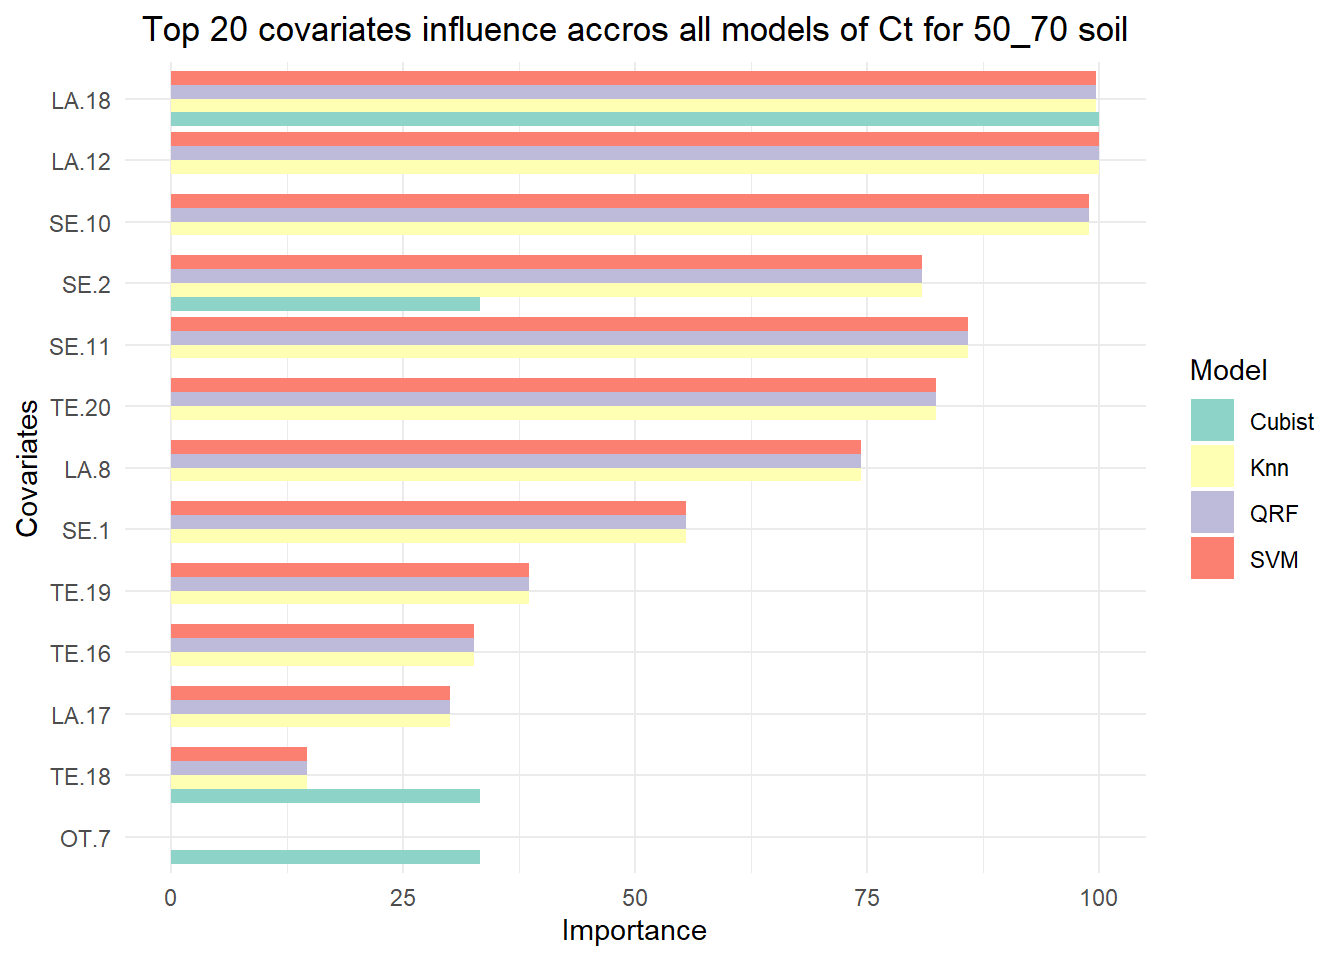 Top 20 covariates influence accros all models of Ct for 50_70 soil
LA.18
LA.12
SE.10
SE.2
SE.11
TE.20
LA.8
SE.1
TE.19
TE.16
LA.17
TE.18
OT.7
Covariates
0 25 50 75 100
Importance
Model
Cubist
Knn
QRF
SVM